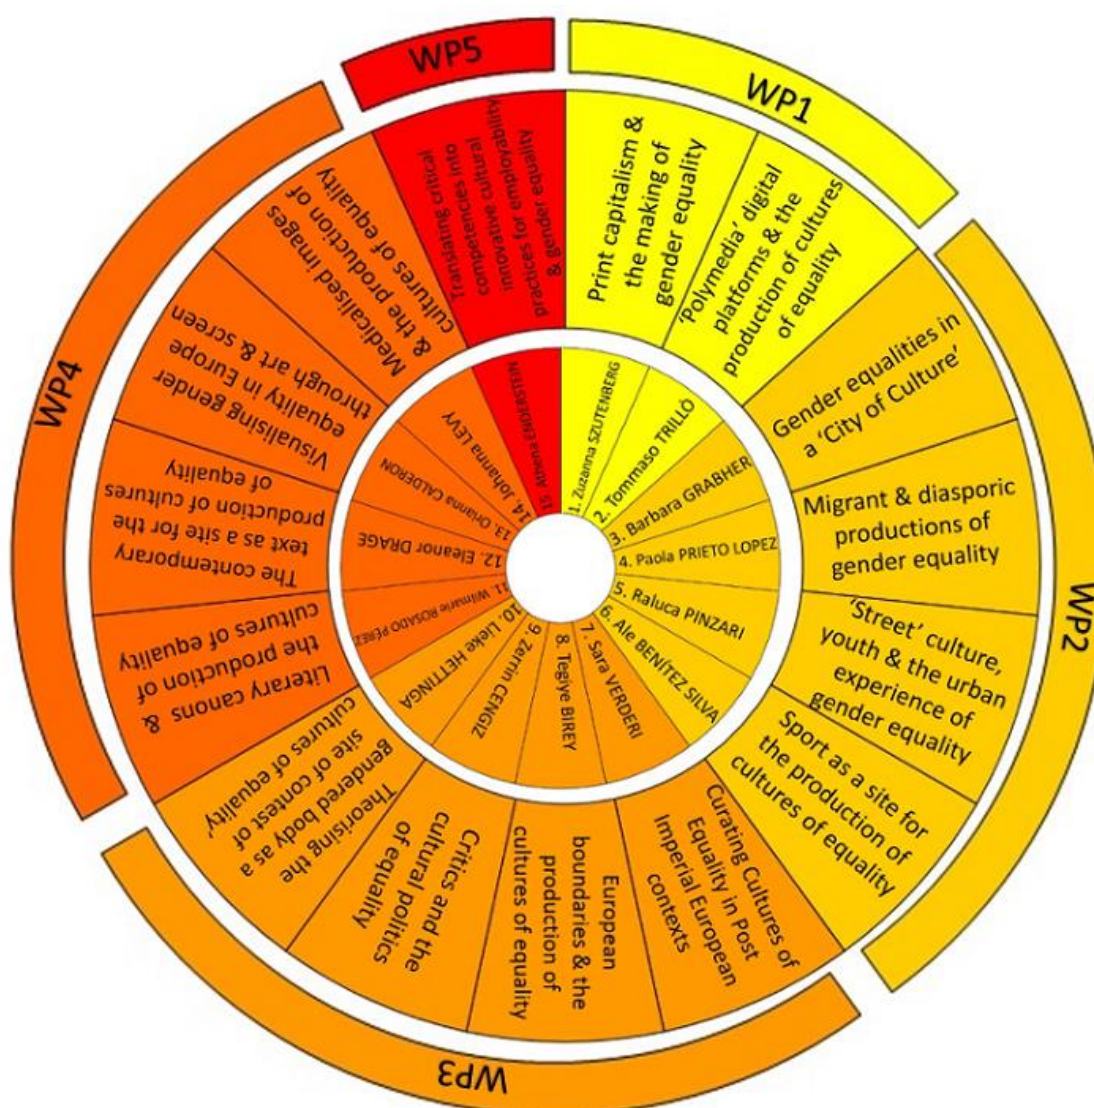 WP1
Print capitalism &
the making of
gender equality
'Polymedia' digital
platforms & the
production of cultures
of equality
WP2
Gender equalities in
a 'City of Culture'
Migrant & diasporic
productions of
gender equality
'Street' culture,
youth & the urban
experience of
gender equality
Sport as a site for
the production of
cultures of equality
WP3
Curating Cultures of
Equality in Post
Imperial European
contexts
European
boundaries & the
production of
cultures of equality
Critics and the
cultural politics
of equality
Theorising the
gendered body as a
site of contest of
cultures of equality'
WP4
Literary canons &
the production of
cultures of equality
The contemporary
text as a site for the
production of cultures
of equality
Visualising gender
equality in Europe
through art & screen
Medicalised images
& the production of
cultures of equality
WP5
Translating critical
competencies into
innovative cultural
practices for employability
& gender equality
1. Zuzanna SZUTENBERG
2. Tommaso TRILLÒ
3. Barbara GRABHER
4. Paola PRIETO LOPEZ
5. Raluca PINZARI
6. Ale BENÍTEZ SILVA
7. Sara VERDERI
8. Tegiye BIREY
9. Zerrin CENGIZ
10. Lieke HETTINGA
11. Wilmarie ROSADO PÉREZ
12. Eleanor DRAGE
13. Orianna CALDERON
14. Johanna LEVY
15. Athena ENDERSTEIN